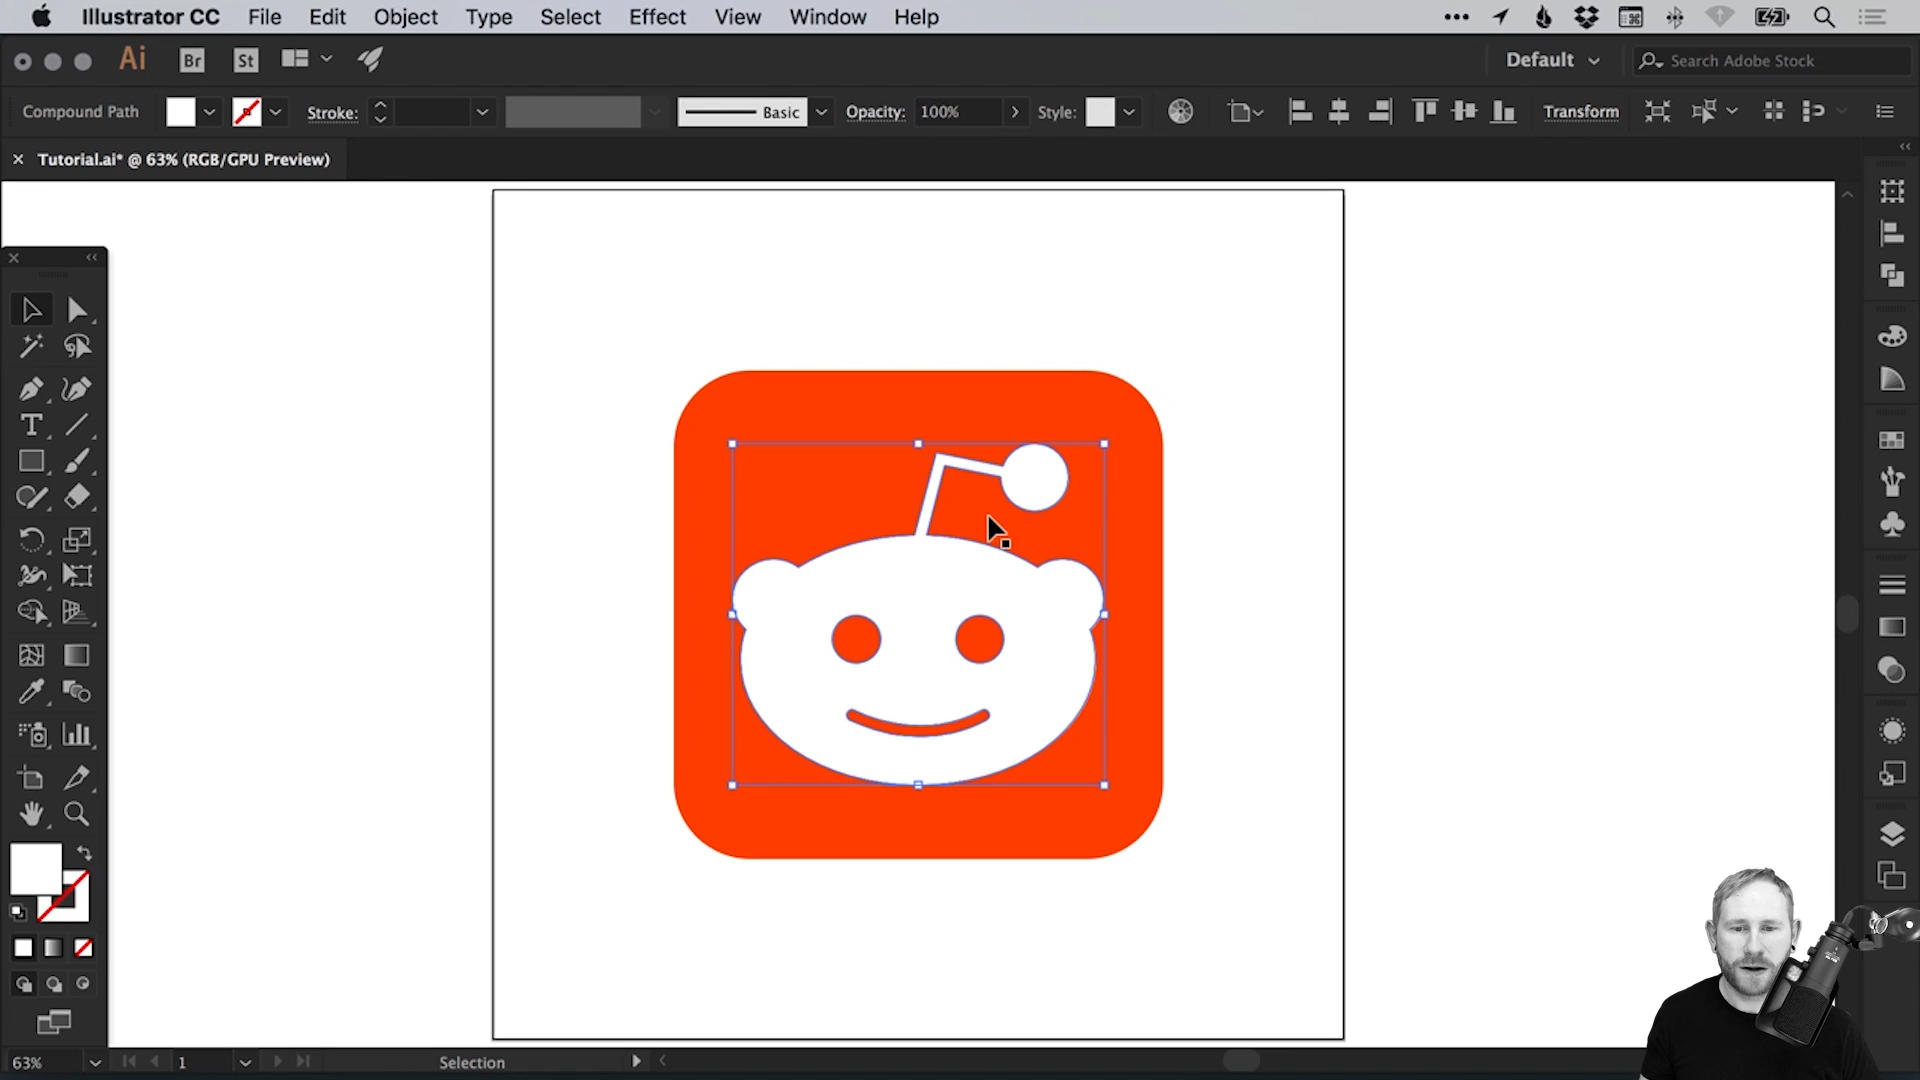 Illustrator CC File Edit Object Type Select Effect View Window Help
Ai Br St Default Search Adobe Stock
Compound Path Stroke: Basic Opacity: 100% Style: Transform
Tutorial.ai* @ 63% (RGB/GPU Preview)
T
63% 1 Selection